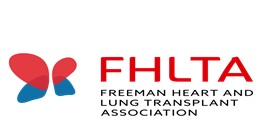 FHLTA
FREEMAN HEART AND
LUNG TRANSPLANT
ASSOCIATION